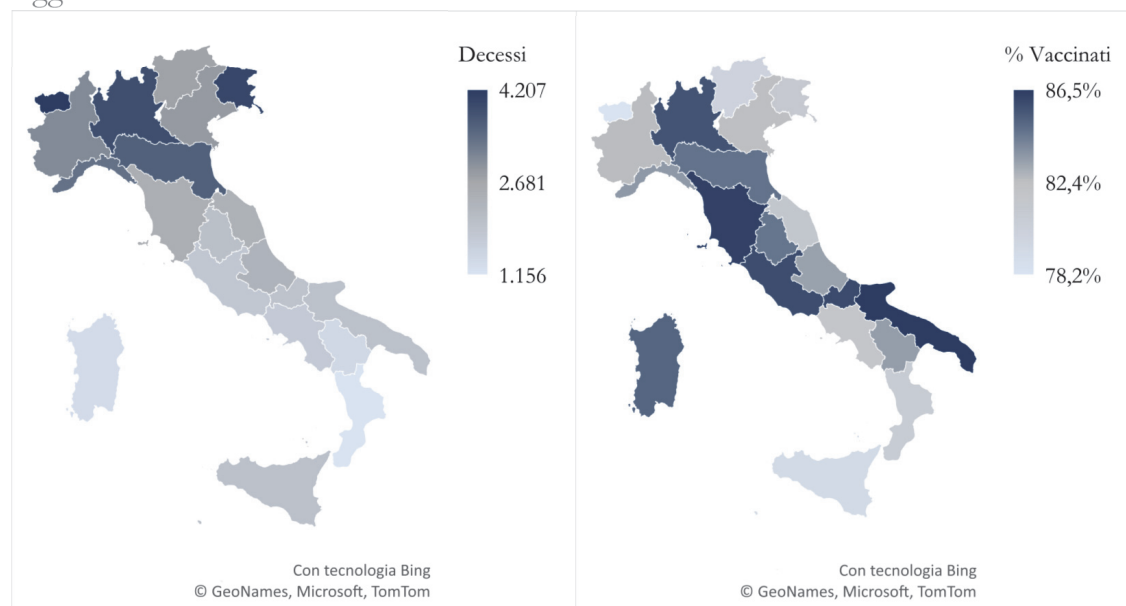 Decessi
4.207
2.681
1.156
Con tecnologia Bing
© GeoNames, Microsoft, TomTom
% Vaccinati
86,5%
82,4%
78,2%
Con tecnologia Bing
© GeoNames, Microsoft, TomTom